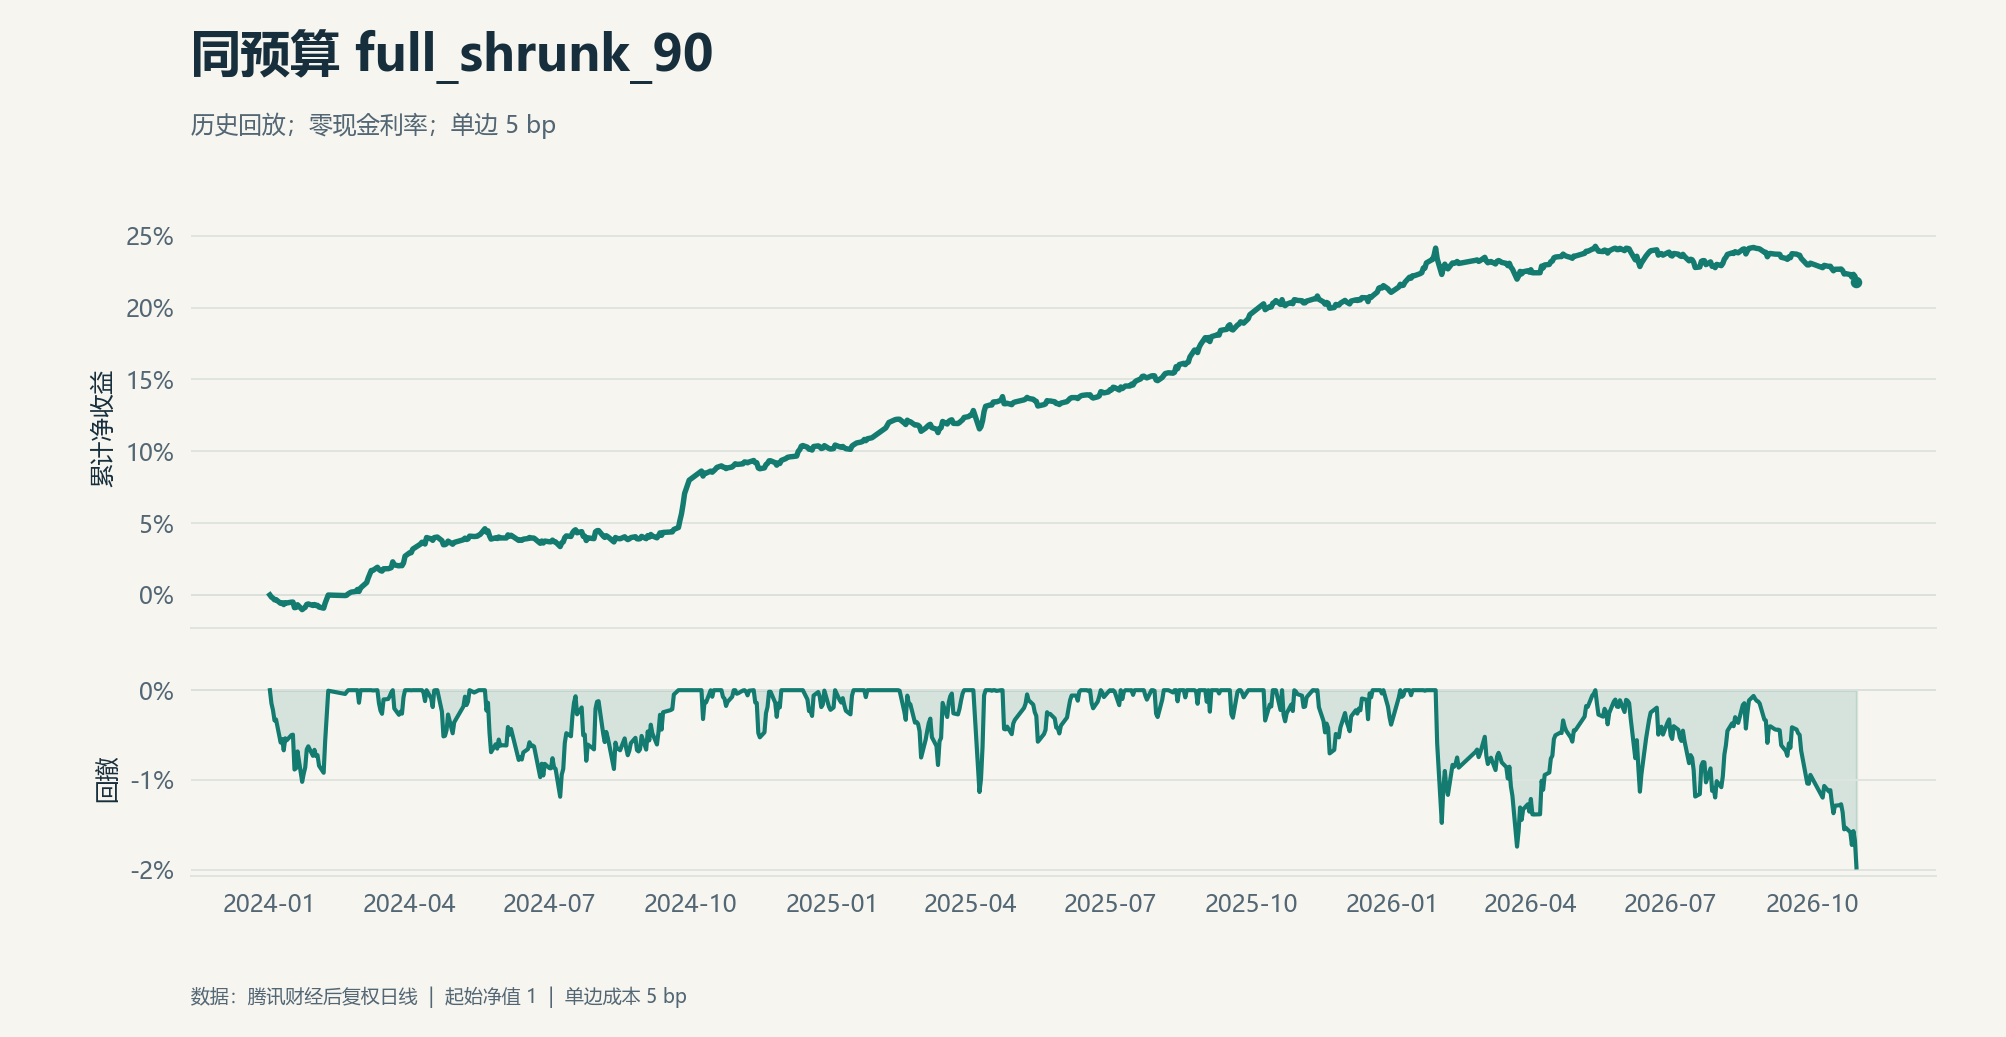 同预算 full_shrunk_90
历史回放；零现金利率；单边 5 bp
累计净收益
25%
20%
15%
10%
5%
0%
回撤
0%
-1%
-2%
2024-01 2024-04 2024-07 2024-10 2025-01 2025-04 2025-07 2025-10 2026-01 2026-04 2026-07 2026-10
数据：腾讯财经后复权日线 | 起始净值 1 | 单边成本 5 bp